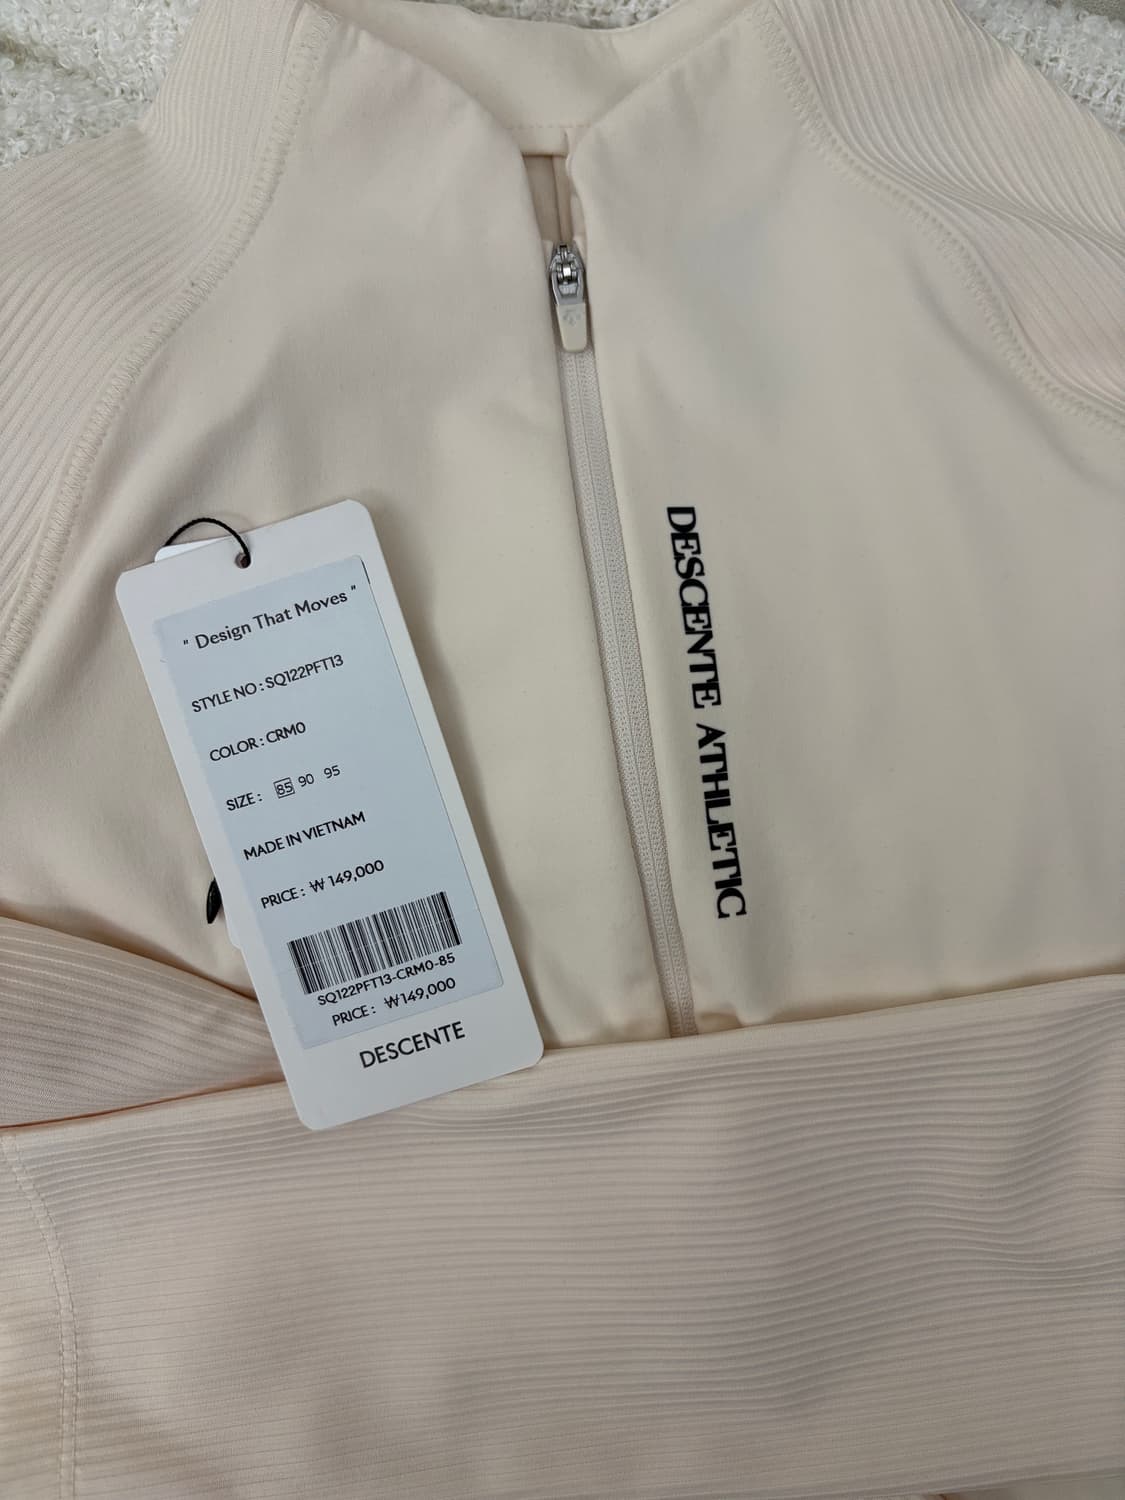 " Design That Moves "
STYLE NO : SQ122PFT13
COLOR : CRM0
SIZE : 85 90 95
MADE IN VIETNAM
PRICE : ₩ 149,000
SQ122PFT13-CRM0-85
PRICE : ₩149,000
DESCENTE
DESCENTE ATHLETIC